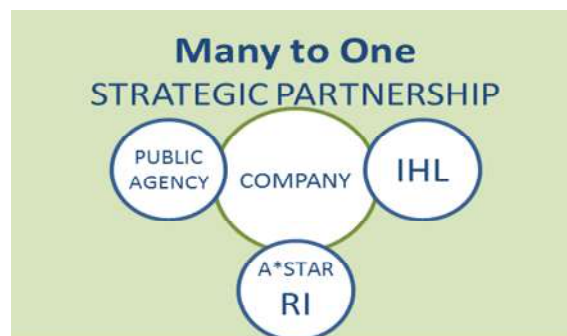 Many to One
STRATEGIC PARTNERSHIP
PUBLIC
AGENCY
COMPANY
IHL
A*STAR
RI